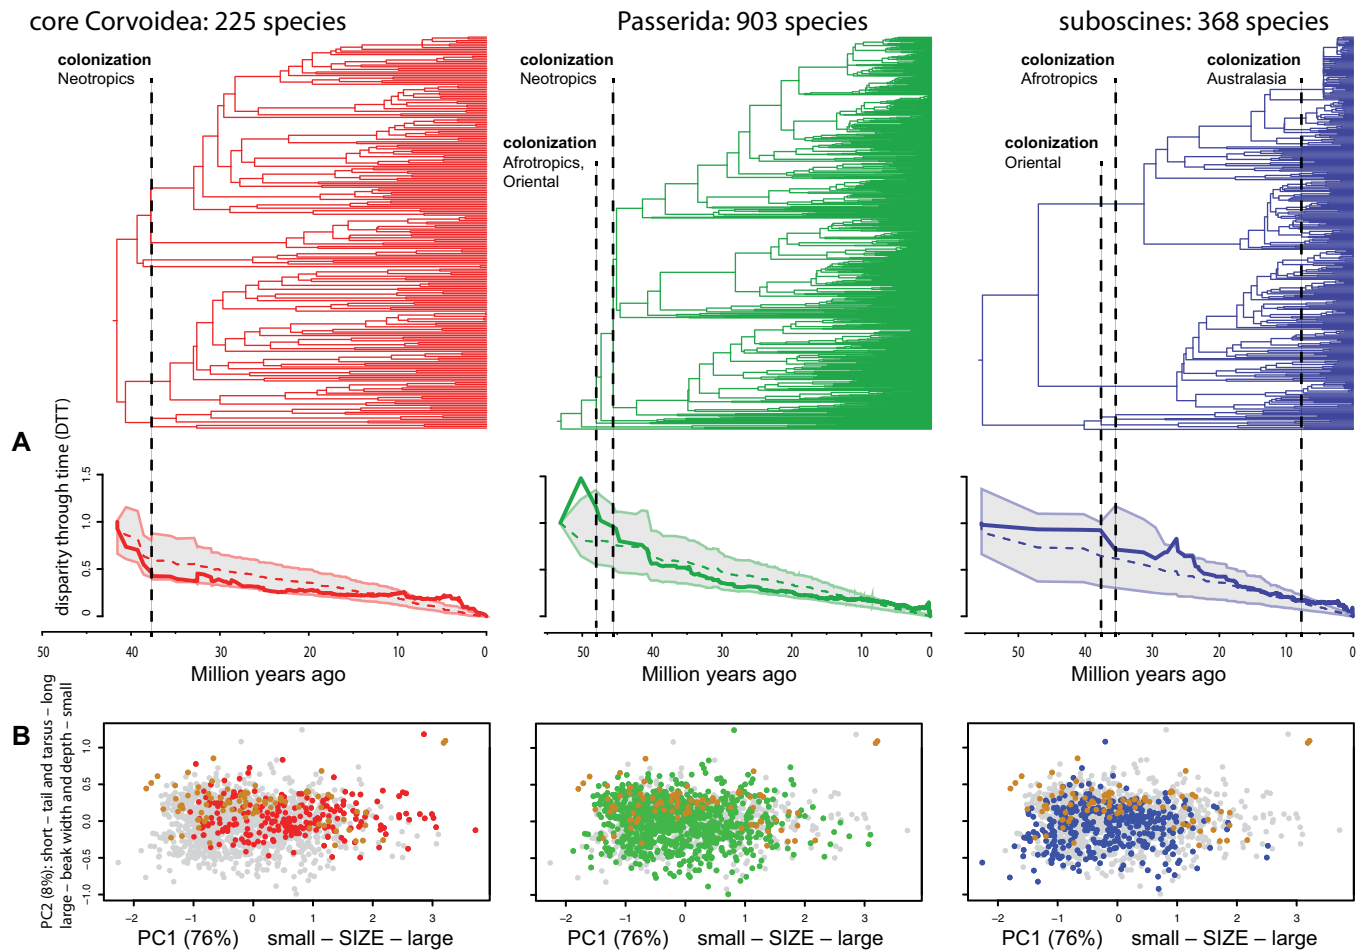 core Corvoidea: 225 species
Passerida: 903 species
suboscines: 368 species
colonization
Neotropics
colonization
Neotropics
colonization
Afrotropics,
Oriental
colonization
Afrotropics
colonization
Australasia
colonization
Oriental
A
disparity through time (DTT)
1.5
1.0
0.5
0
50 40 30 20 10 0
50 40 30 20 10 0
50 40 30 20 10 0
Million years ago
Million years ago
Million years ago
B
PC2 (8%): short – tail and tarsus – long
large – beak width and depth – small
1.0
0.5
0.0
−0.5
−1.0
−2 −1 0 1 2 3
−2 −1 0 1 2 3
−2 −1 0 1 2 3
PC1 (76%) small – SIZE – large
PC1 (76%) small – SIZE – large
PC1 (76%) small – SIZE – large